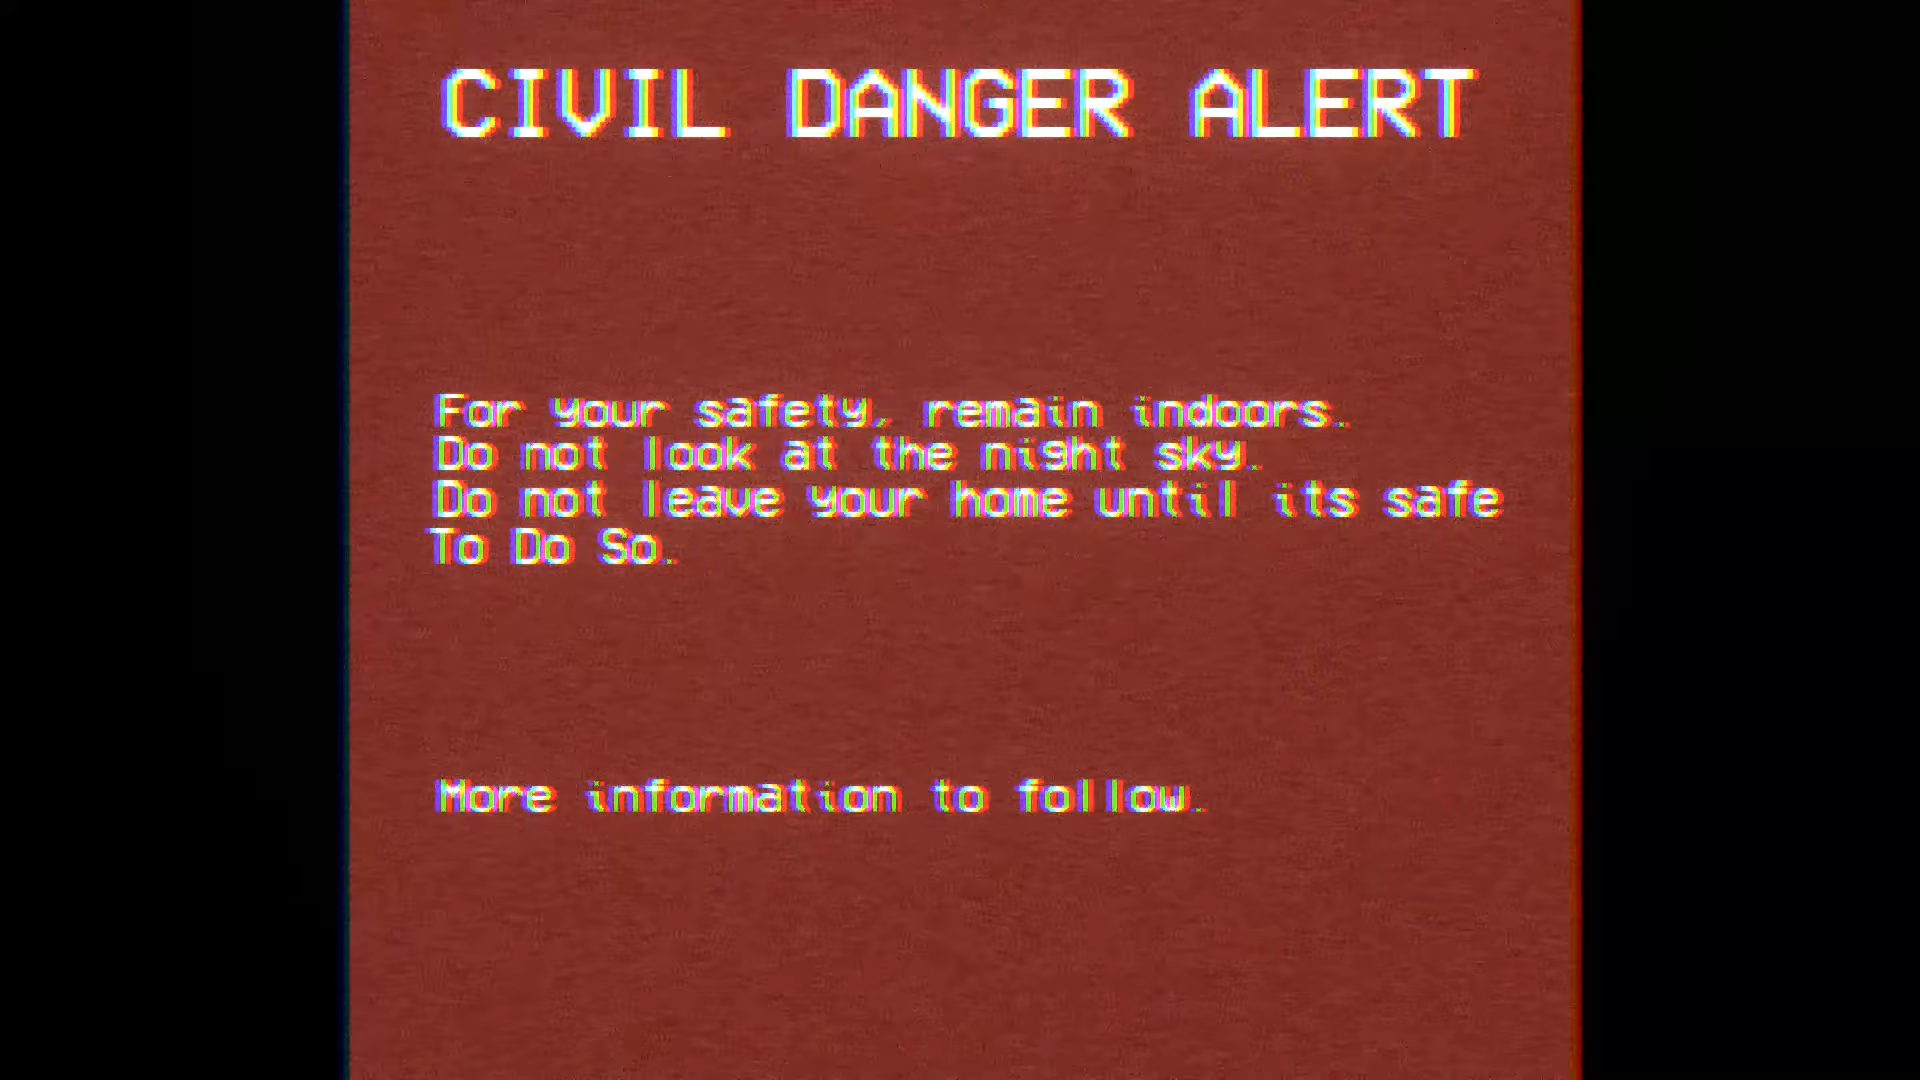 CIVIL DANGER ALERT
For your safety, remain indoors.
Do not look at the night sky.
Do not leave your home until its safe
To Do So.
More information to follow.